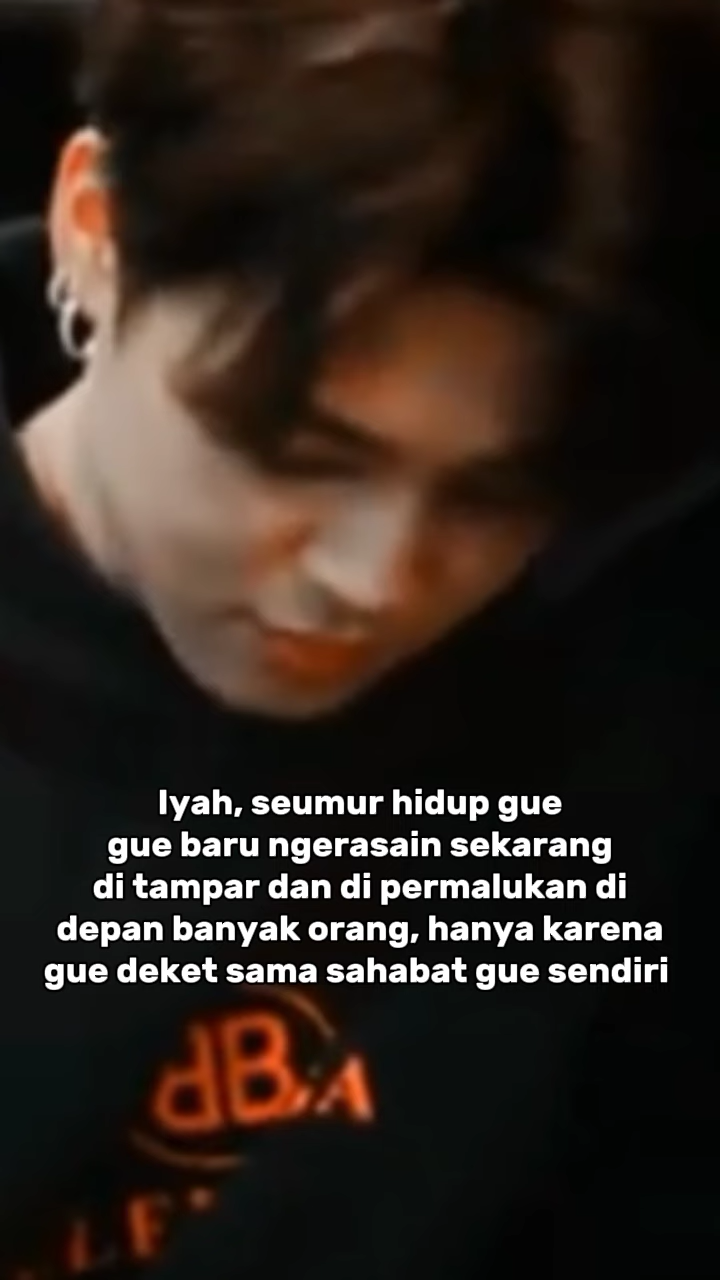 Iyah, seumur hidup gue
gue baru ngerasain sekarang
di tampar dan di permalukan di
depan banyak orang, hanya karena
gue deket sama sahabat gue sendiri